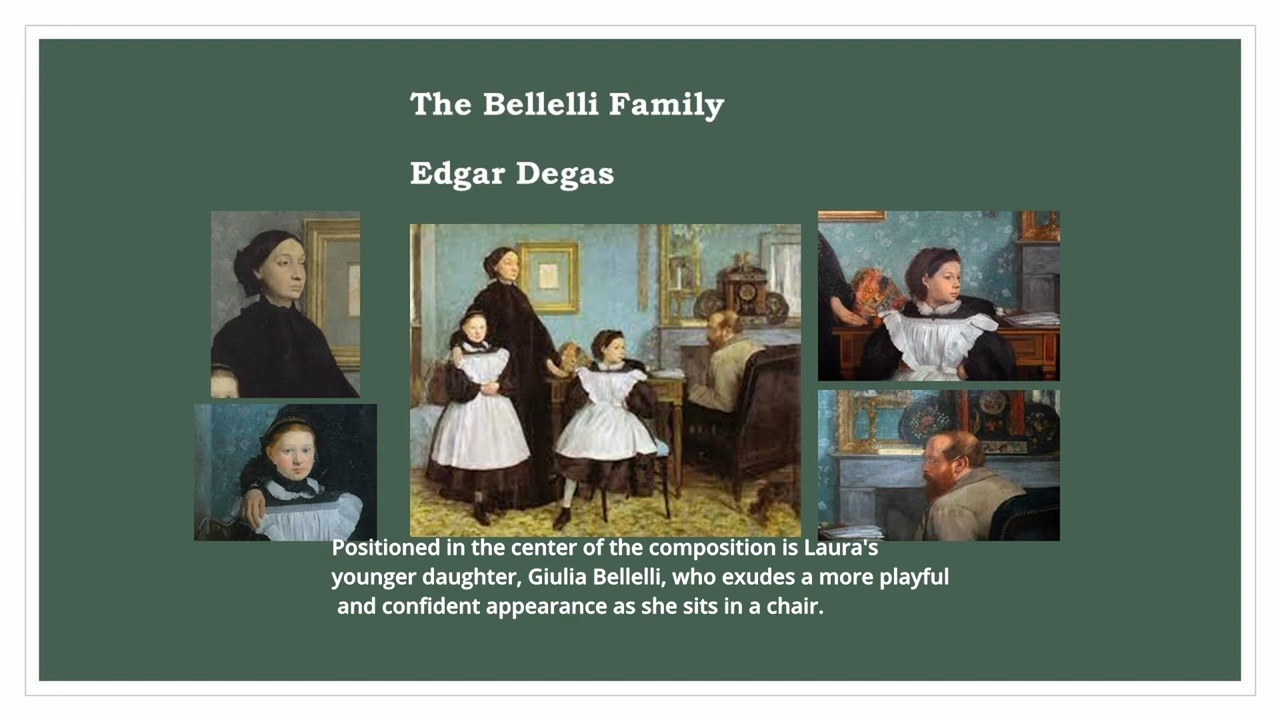 The Bellelli Family
Edgar Degas
Positioned in the center of the composition is Laura's
younger daughter, Giulia Bellelli, who exudes a more playful
and confident appearance as she sits in a chair.